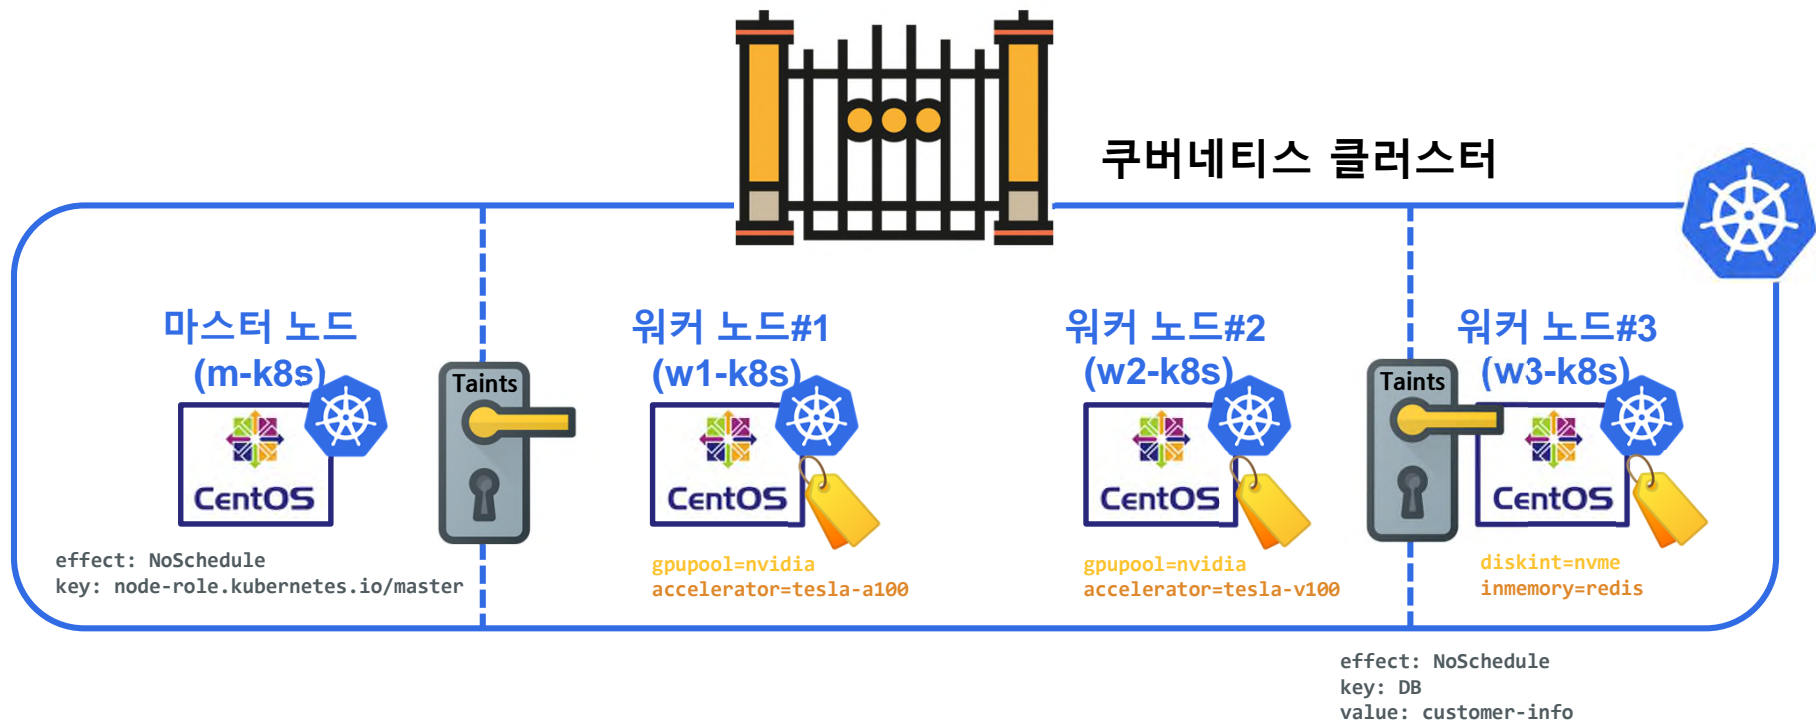 쿠버네티스 클러스터
마스터 노드
(m-k8s)
CentOS
effect: NoSchedule
key: node-role.kubernetes.io/master
Taints
워커 노드#1
(w1-k8s)
CentOS
gpupool=nvidia
accelerator=tesla-a100
워커 노드#2
(w2-k8s)
CentOS
gpupool=nvidia
accelerator=tesla-v100
Taints
워커 노드#3
(w3-k8s)
CentOS
diskint=nvme
inmemory=redis
effect: NoSchedule
key: DB
value: customer-info